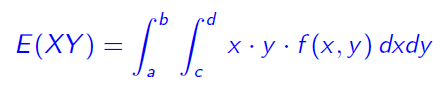 E(XY) = ∫_a^b ∫_c^d x · y · f(x, y) dxdy